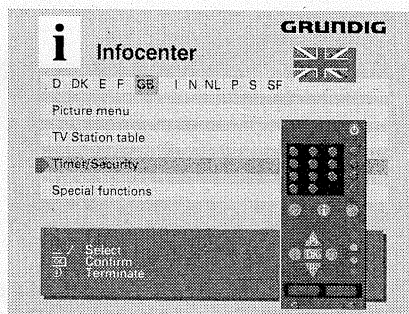 GRUNDIG
i Infocenter
D DK E F GB I N NL P S SF
Picture menu
TV Station table
Timer/Security
Special functions
Select
OK Confirm
Terminate
OK